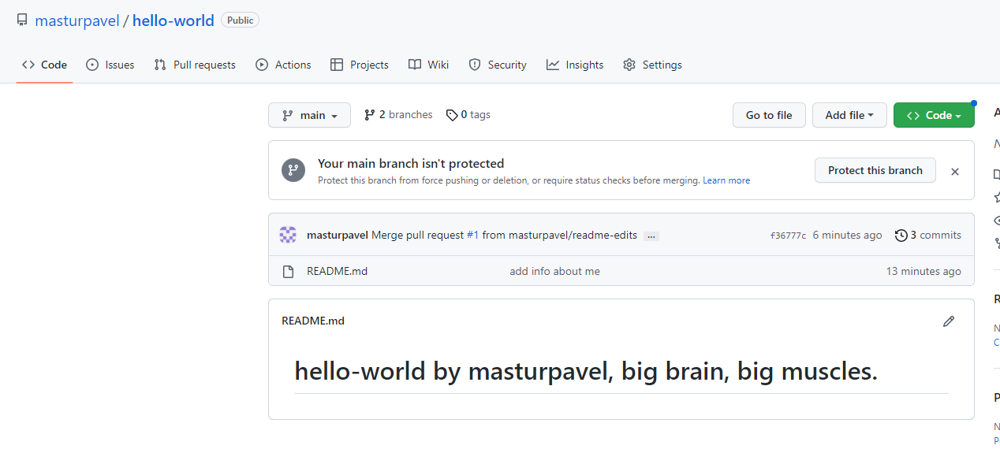 masturpavel / hello-world Public
Code Issues Pull requests Actions Projects Wiki Security Insights Settings
main 2 branches 0 tags Go to file Add file Code
Your main branch isn't protected
Protect this branch from force pushing or deletion, or require status checks before merging. Learn more
Protect this branch
masturpavel Merge pull request #1 from masturpavel/readme-edits ... f36777c 6 minutes ago 3 commits
README.md add info about me 13 minutes ago
README.md
hello-world by masturpavel, big brain, big muscles.